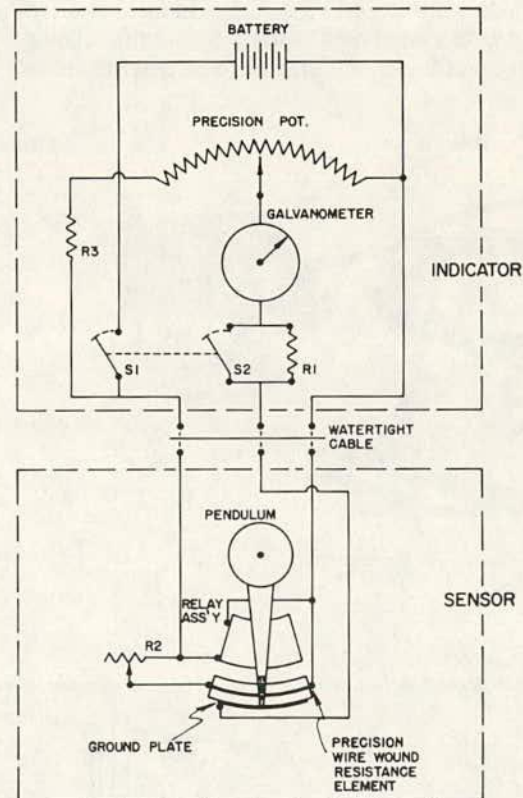 BATTERY
PRECISION POT.
GALVANOMETER
R3
INDICATOR
S1
S2
R1
WATERTIGHT
CABLE
PENDULUM
SENSOR
RELAY
ASS'Y
R2
GROUND PLATE
PRECISION
WIRE WOUND
RESISTANCE
ELEMENT